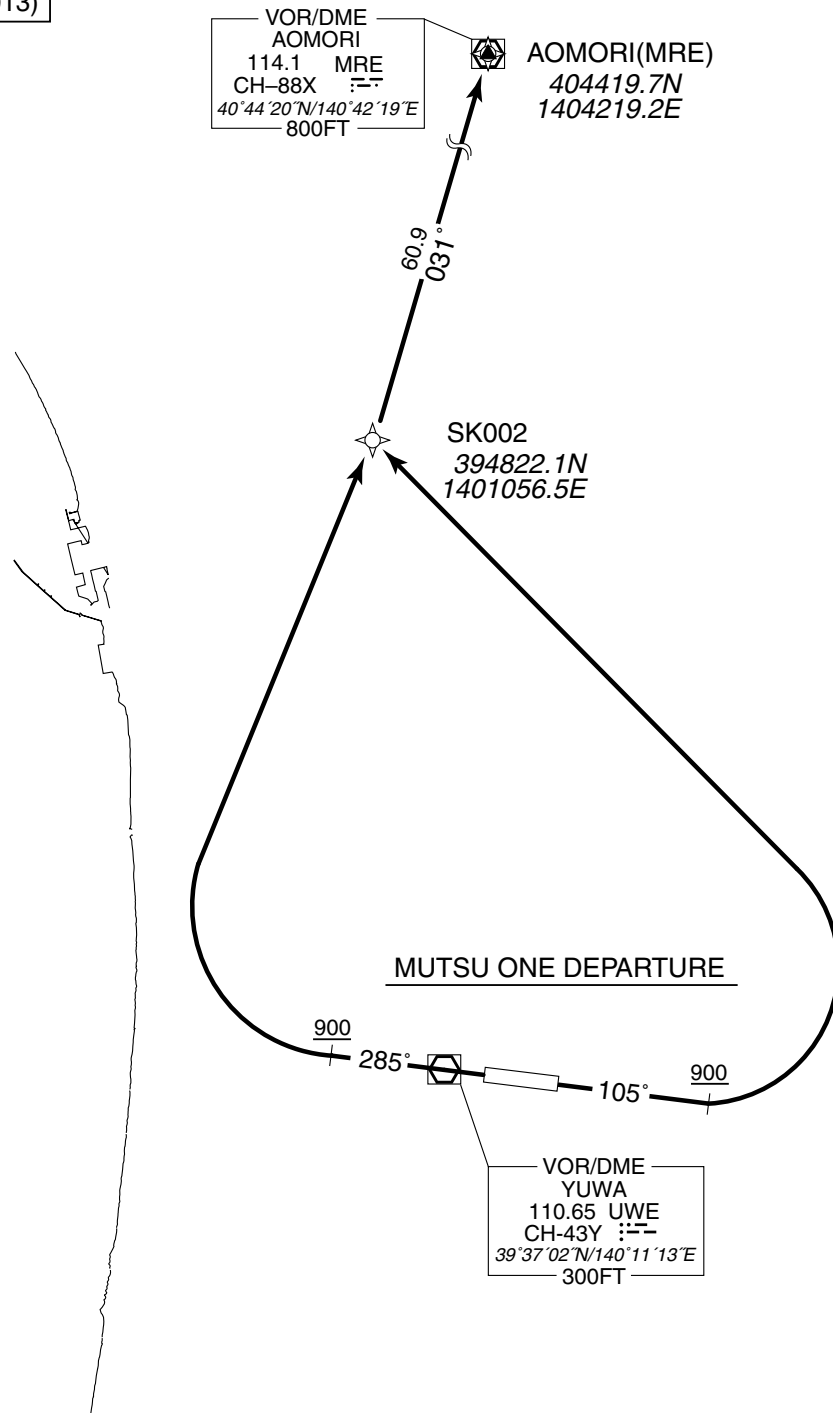 13)
VOR/DME
AOMORI
114.1 MRE
CH–88X
40°44´20˝N/140°42´19˝E
800FT
AOMORI(MRE)
404419.7N
1404219.2E
60.9
031°
SK002
394822.1N
1401056.5E
MUTSU ONE DEPARTURE
900
285°
105°
900
VOR/DME
YUWA
110.65 UWE
CH-43Y
39°37´02˝N/140°11´13˝E
300FT